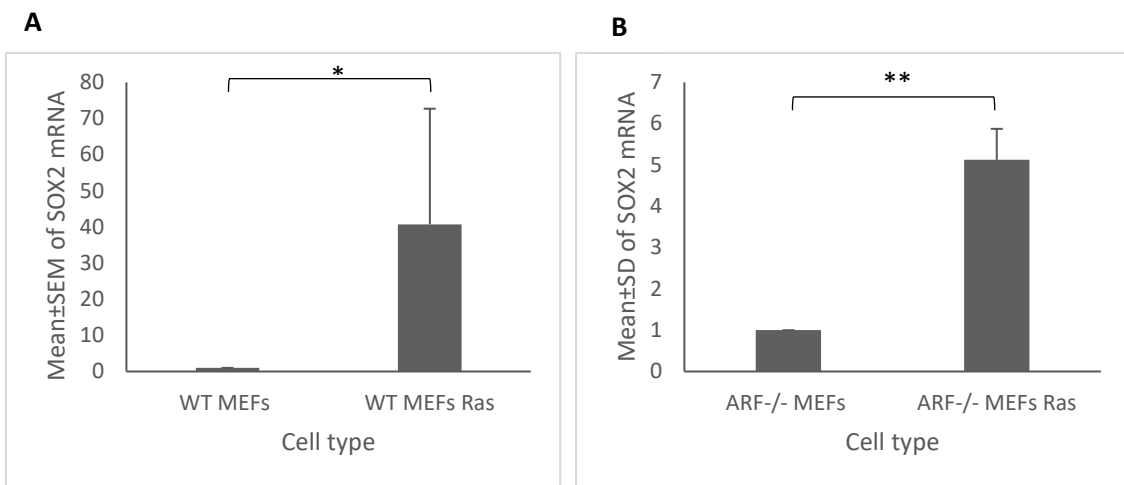 A
B
Mean±SEM of SOX2 mRNA
80
70
60
50
40
30
20
10
0
*
WT MEFs
WT MEFs Ras
Cell type
Mean±SD of SOX2 mRNA
7
6
5
4
3
2
1
0
**
ARF-/- MEFs
ARF-/- MEFs Ras
Cell type